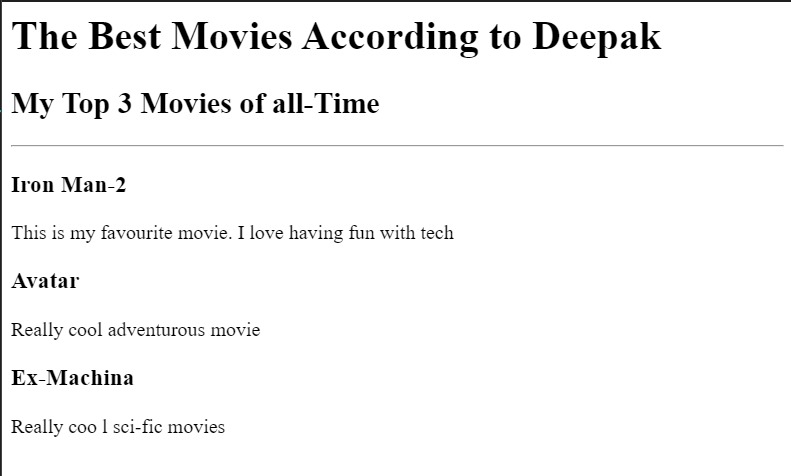 The Best Movies According to Deepak
My Top 3 Movies of all-Time
Iron Man-2
This is my favourite movie. I love having fun with tech
Avatar
Really cool adventurous movie
Ex-Machina
Really coo l sci-fic movies